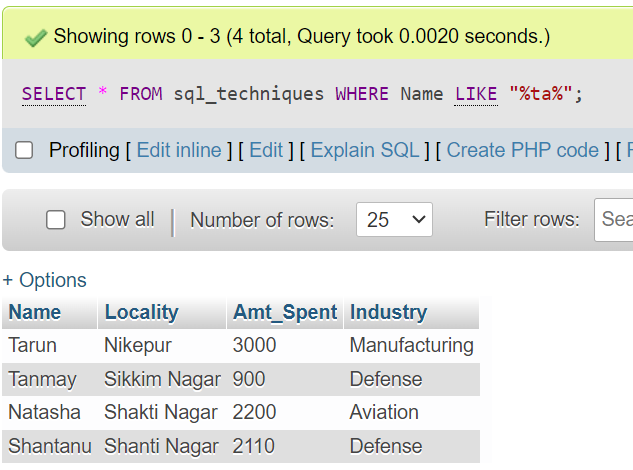 Showing rows 0 - 3 (4 total, Query took 0.0020 seconds.)
SELECT * FROM sql_techniques WHERE Name LIKE "%ta%";
Profiling [ Edit inline ] [ Edit ] [ Explain SQL ] [ Create PHP code ] [
Show all Number of rows: 25 Filter rows: Sea
+ Options
Name Locality Amt_Spent Industry
Tarun Nikepur 3000 Manufacturing
Tanmay Sikkim Nagar 900 Defense
Natasha Shakti Nagar 2200 Aviation
Shantanu Shanti Nagar 2110 Defense